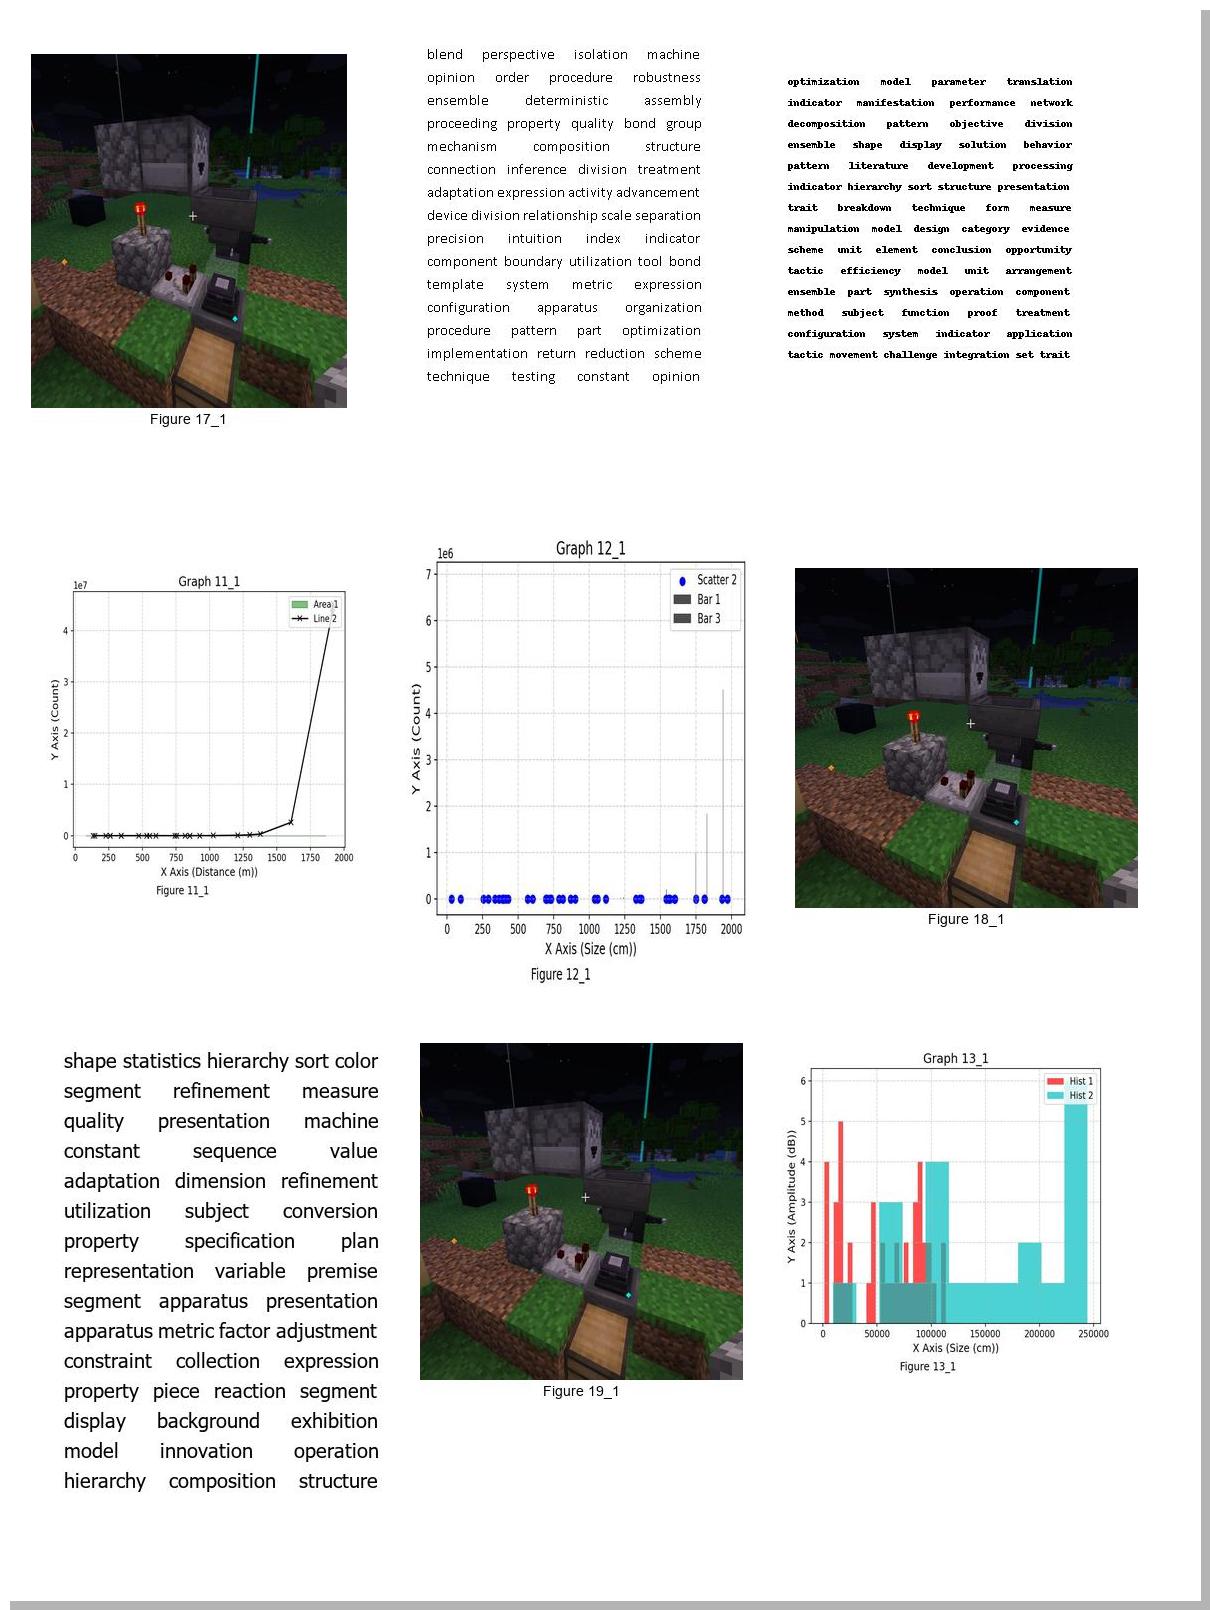 blend perspective isolation machine
opinion order procedure robustness
ensemble deterministic assembly
proceeding property quality bond group
mechanism composition structure
connection inference division treatment
adaptation expression activity advancement
device division relationship scale separation
precision intuition index indicator
component boundary utilization tool bond
template system metric expression
configuration apparatus organization
procedure pattern part optimization
implementation return reduction scheme
technique testing constant opinion
optimization model parameter translation
indicator manifestation performance network
decomposition pattern objective division
ensemble shape display solution behavior
pattern literature development processing
indicator hierarchy sort structure presentation
trait breakdown technique form measure
manipulation model design category evidence
scheme unit element conclusion opportunity
tactic efficiency model unit arrangement
ensemble part synthesis operation component
method subject function proof treatment
configuration system indicator application
tactic movement challenge integration set trait
Figure 17_1
Graph 11_1
1e7
Area 1
Line 2
4
3
2
1
0
Y Axis (Count)
0 250 500 750 1000 1250 1500 1750 2000
X Axis (Distance (m))
Figure 11_1
Graph 12_1
1e6
Scatter 2
Bar 1
Bar 3
7
6
5
4
3
2
1
0
Y Axis (Count)
0 250 500 750 1000 1250 1500 1750 2000
X Axis (Size (cm))
Figure 12_1
Figure 18_1
shape statistics hierarchy sort color
segment refinement measure
quality presentation machine
constant sequence value
adaptation dimension refinement
utilization subject conversion
property specification plan
representation variable premise
segment apparatus presentation
apparatus metric factor adjustment
constraint collection expression
property piece reaction segment
display background exhibition
model innovation operation
hierarchy composition structure
Figure 19_1
Graph 13_1
Hist 1
Hist 2
6
5
4
3
2
1
0
Y Axis (Amplitude (dB))
0 50000 100000 150000 200000 250000
X Axis (Size (cm))
Figure 13_1